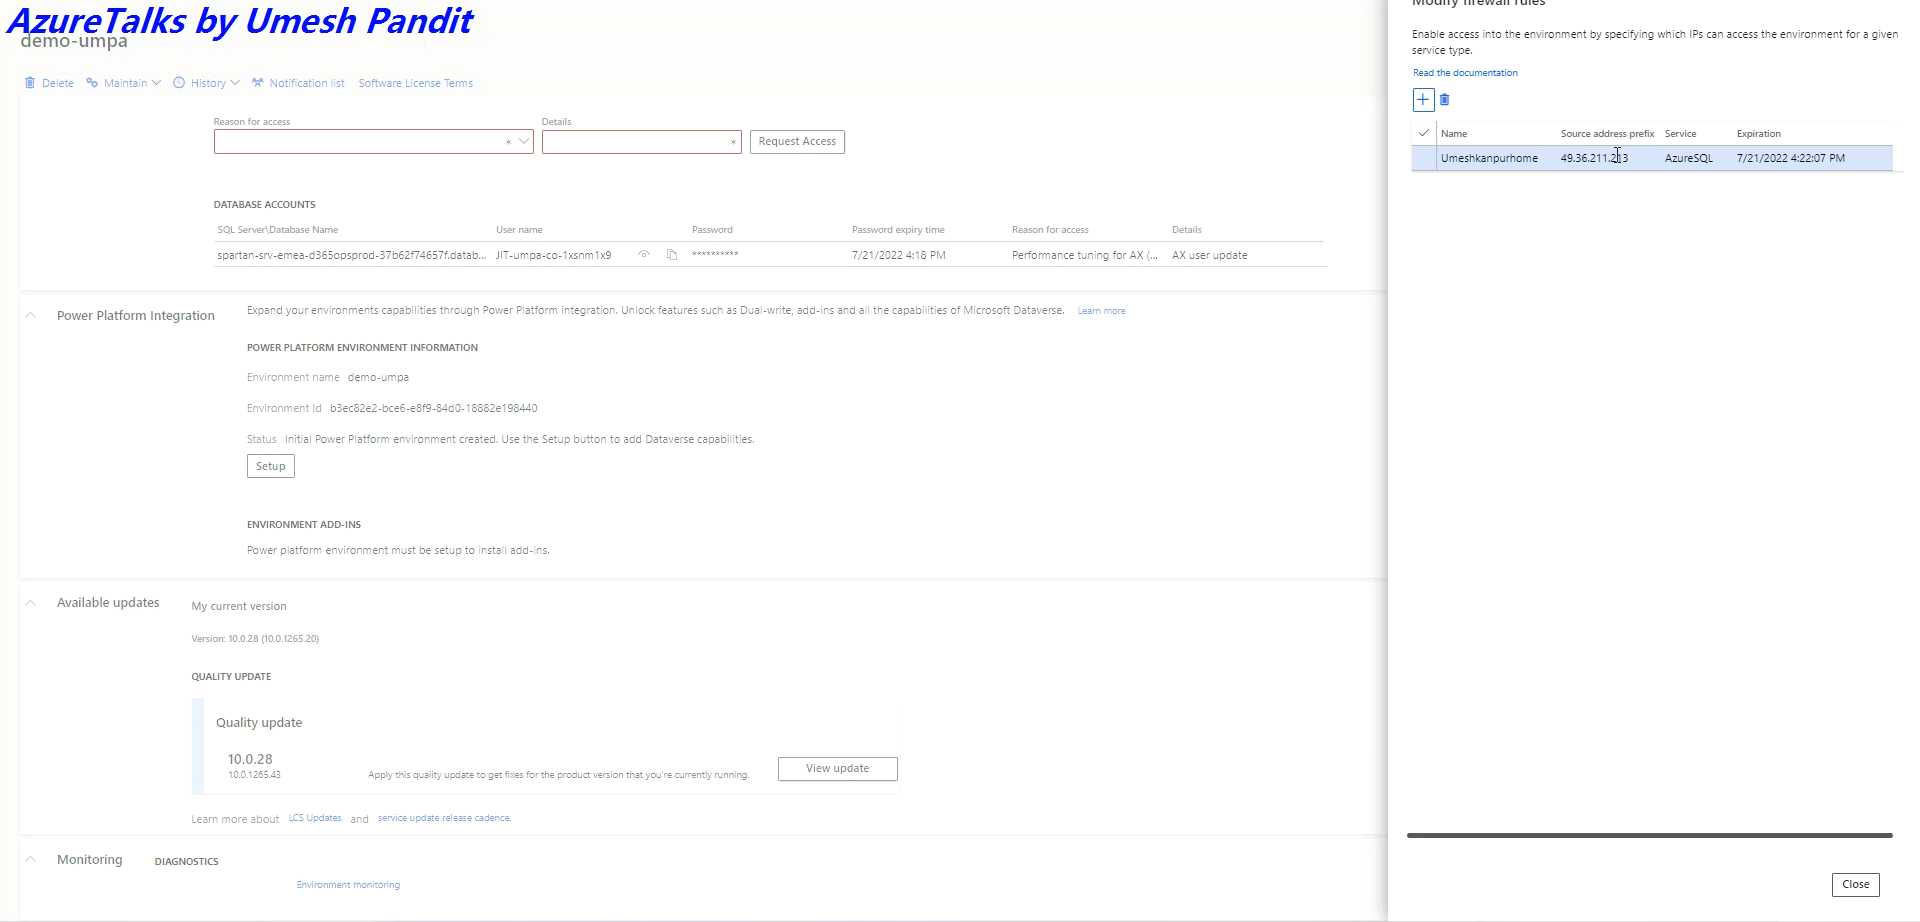 AzureTalks by Umesh Pandit
demo-umpa
Delete Maintain History Notification list Software License Terms
Reason for access Details
* * Request Access
DATABASE ACCOUNTS
SQL Server\Database Name User name Password Password expiry time Reason for access Details
spartan-srv-emea-d365opsprod-37b62f74657f.datab... JIT-umpa-co-1xsnm1x9 ********** 7/21/2022 4:18 PM Performance tuning for AX (... AX user update
Power Platform Integration Expand your environments capabilities through Power Platform integration. Unlock features such as Dual-write, add-ins and all the capabilities of Microsoft Dataverse. Learn more
POWER PLATFORM ENVIRONMENT INFORMATION
Environment name demo-umpa
Environment Id b3ec82e2-bce6-e8f9-84d0-18882e198440
Status Initial Power Platform environment created. Use the Setup button to add Dataverse capabilities.
Setup
ENVIRONMENT ADD-INS
Power platform environment must be setup to install add-ins.
Available updates My current version
Version: 10.0.28 (10.0.1265.20)
QUALITY UPDATE
Quality update
10.0.28
10.0.1265.43 Apply this quality update to get fixes for the product version that you're currently running. View update
Learn more about LCS Updates and service update release cadence.
Monitoring DIAGNOSTICS
Environment monitoring
Modify firewall rules
Enable access into the environment by specifying which IPs can access the environment for a given
service type.
Read the documentation
Name Source address prefix Service Expiration
Umeshkanpurhome 49.36.211.213 AzureSQL 7/21/2022 4:22:07 PM
Close